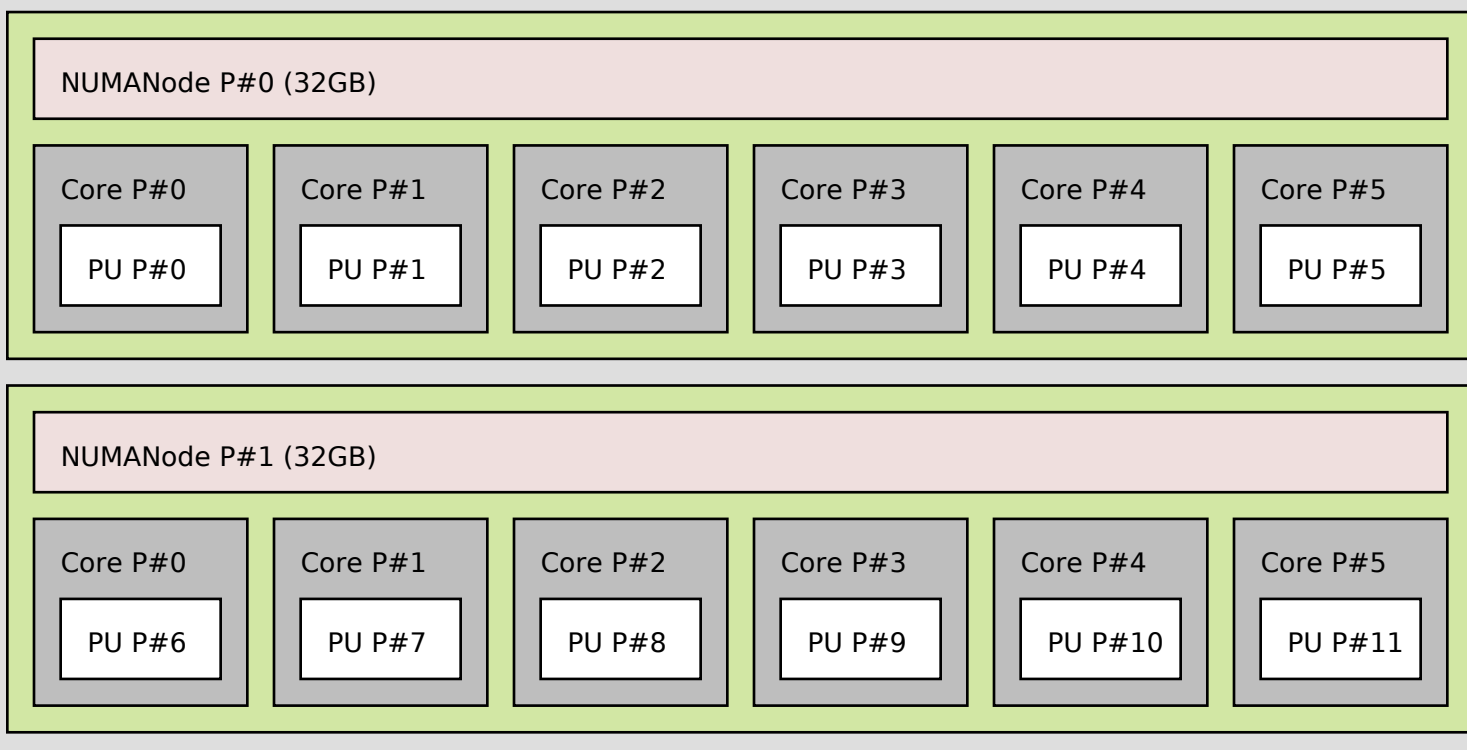 NUMANode P#0 (32GB)
Core P#0 Core P#1 Core P#2 Core P#3 Core P#4 Core P#5
PU P#0 PU P#1 PU P#2 PU P#3 PU P#4 PU P#5
NUMANode P#1 (32GB)
Core P#0 Core P#1 Core P#2 Core P#3 Core P#4 Core P#5
PU P#6 PU P#7 PU P#8 PU P#9 PU P#10 PU P#11